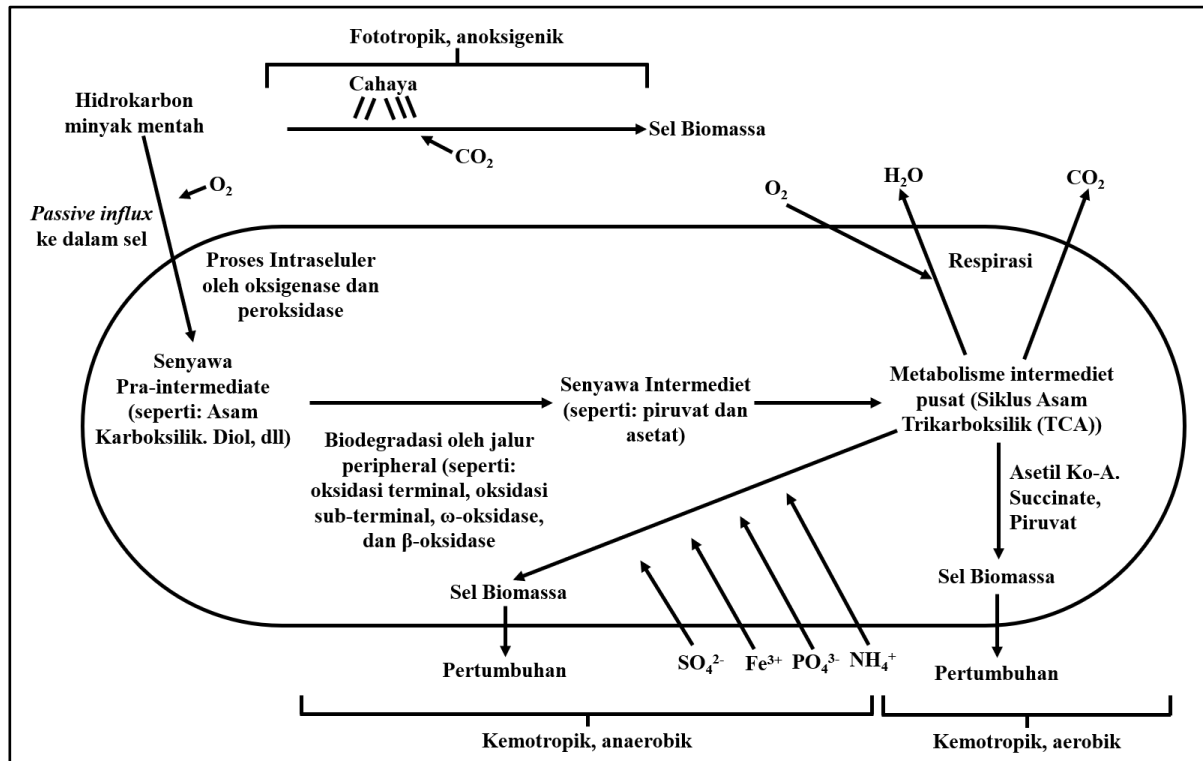 Fototropik, anoksigenik
Cahaya
Hidrokarbon
minyak mentah
Sel Biomassa
CO₂
O₂
Passive influx
ke dalam sel
O₂
H₂O
CO₂
Proses Intraseluler
oleh oksigenase dan
peroksidase
Respirasi
Senyawa
Pra-intermediate
(seperti: Asam
Karboksilik. Diol, dll)
Senyawa Intermediet
(seperti: piruvat dan
asetat)
Metabolisme intermediet
pusat (Siklus Asam
Trikarboksilik (TCA))
Biodegradasi oleh jalur
peripheral (seperti:
oksidasi terminal, oksidasi
sub-terminal, ω-oksidase,
dan β-oksidase
Asetil Ko-A.
Succinate,
Piruvat
Sel Biomassa
Sel Biomassa
Pertumbuhan
SO₄²⁻
Fe³⁺
PO₄³⁻
NH₄⁺
Pertumbuhan
Kemotropik, anaerobik
Kemotropik, aerobik